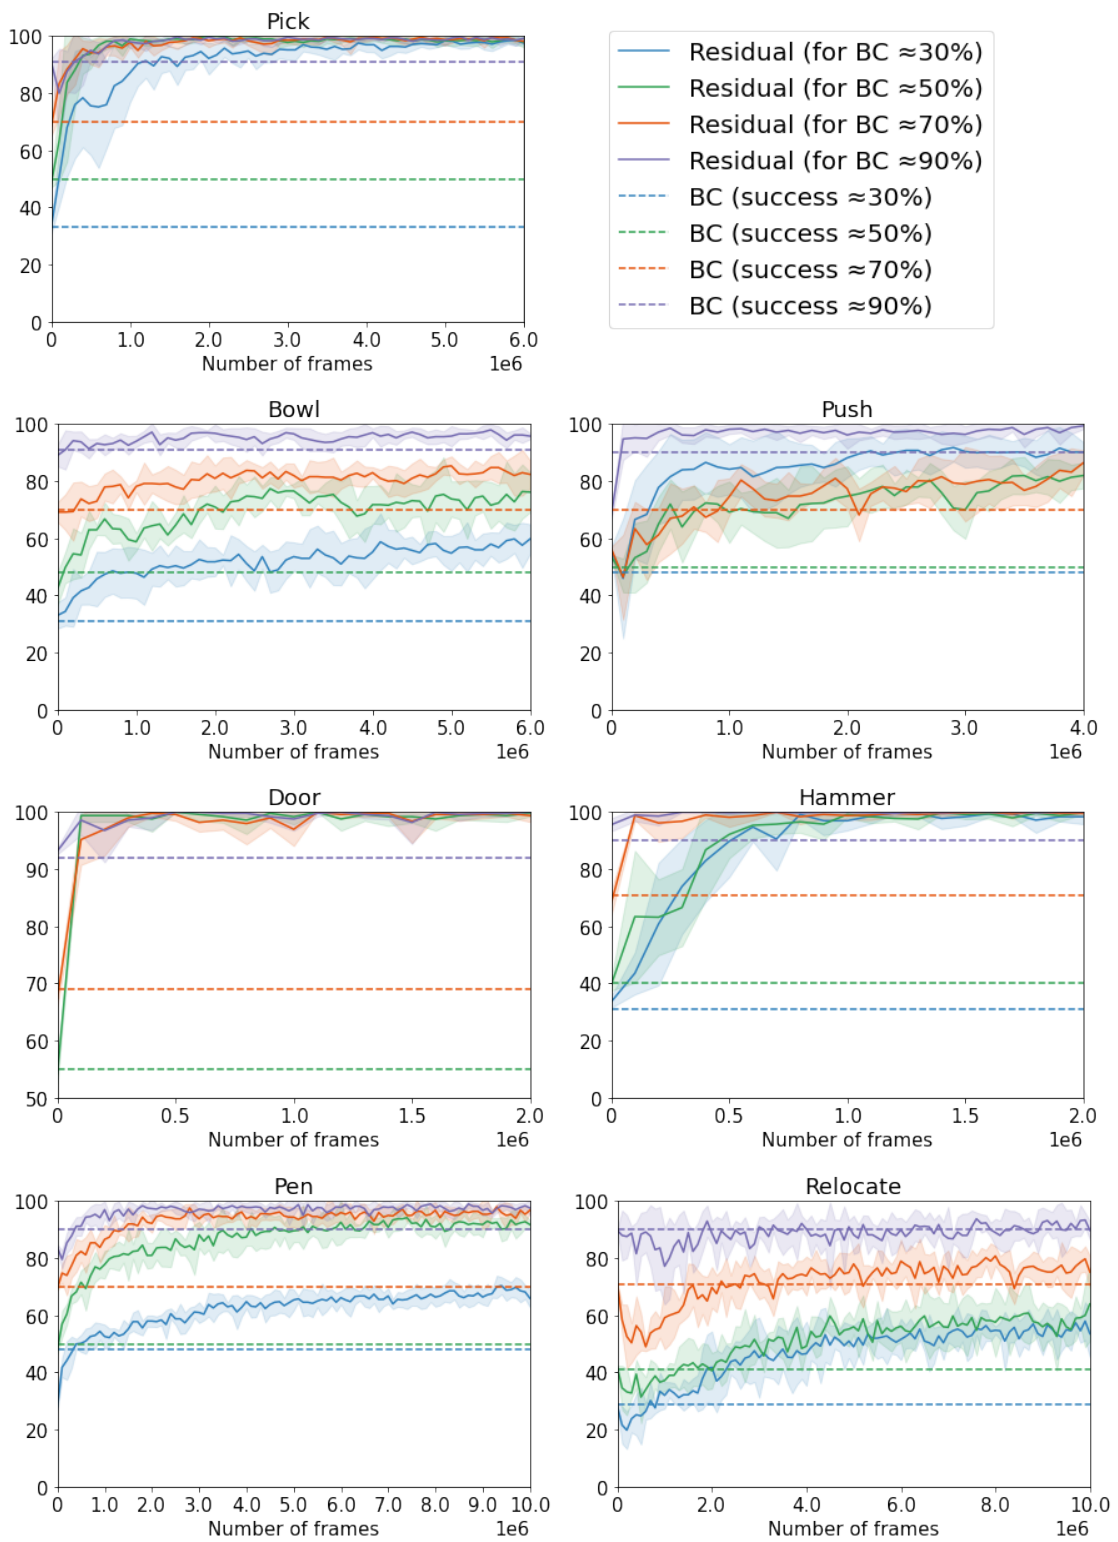 Pick
100
80
60
40
20
0
0 1.0 2.0 3.0 4.0 5.0 6.0
Number of frames 1e6
Residual (for BC ≈30%)
Residual (for BC ≈50%)
Residual (for BC ≈70%)
Residual (for BC ≈90%)
BC (success ≈30%)
BC (success ≈50%)
BC (success ≈70%)
BC (success ≈90%)
Bowl
100
80
60
40
20
0
0 1.0 2.0 3.0 4.0 5.0 6.0
Number of frames 1e6
Push
100
80
60
40
20
0
0 1.0 2.0 3.0 4.0
Number of frames 1e6
Door
100
90
80
70
60
50
0 0.5 1.0 1.5 2.0
Number of frames 1e6
Hammer
100
80
60
40
20
0
0 0.5 1.0 1.5 2.0
Number of frames 1e6
Pen
100
80
60
40
20
0
0 1.0 2.0 3.0 4.0 5.0 6.0 7.0 8.0 9.0 10.0
Number of frames 1e6
Relocate
100
80
60
40
20
0
0 2.0 4.0 6.0 8.0 10.0
Number of frames 1e6